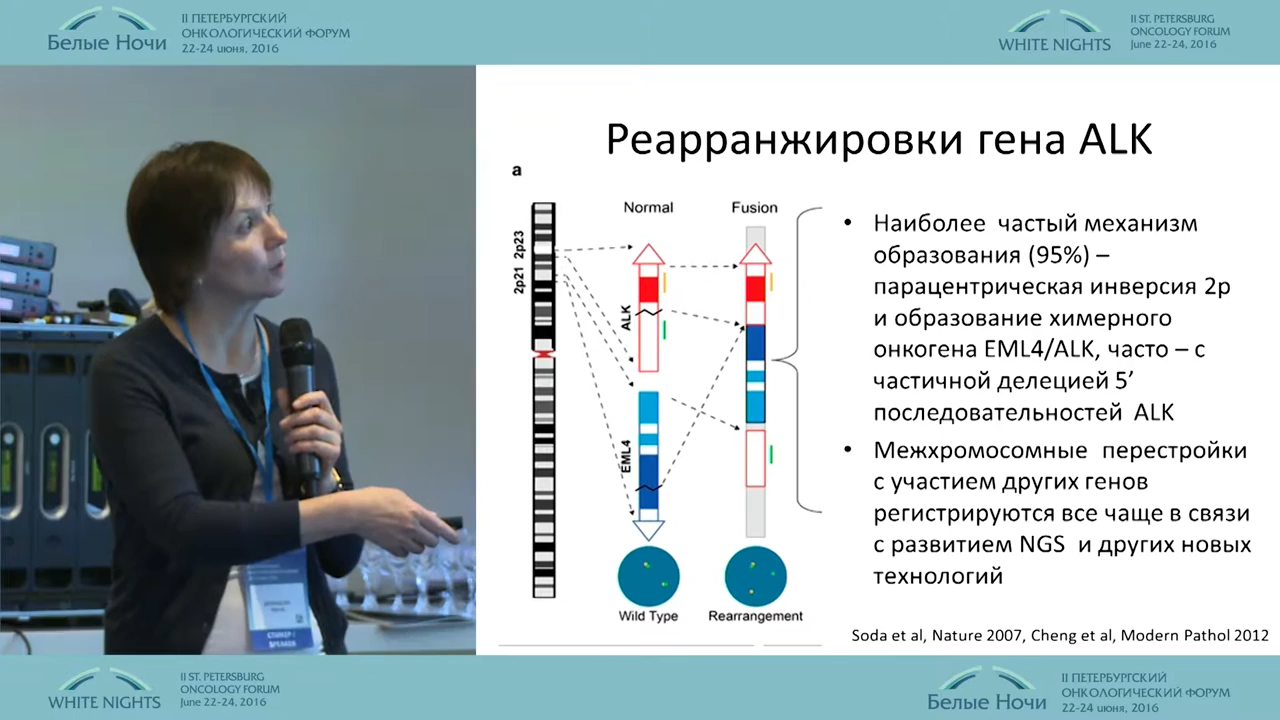 II ПЕТЕРБУРГСКИЙ
ОНКОЛОГИЧЕСКИЙ ФОРУМ
Белые Ночи
22-24 июня, 2016
II ST. PETERSBURG
ONCOLOGY FORUM
WHITE NIGHTS
June 22-24, 2016
Реарранжировки гена ALK
a
Normal
Fusion
2p23
2p21
ALK
EML4
Wild Type
Rearrangement
• Наиболее частый механизм
образования (95%) –
парацентрическая инверсия 2р
и образование химерного
онкогена EML4/ALK, часто – с
частичной делецией 5’
последовательностей ALK
• Межхромосомные перестройки
с участием других генов
регистрируются все чаще в связи
с развитием NGS и других новых
технологий
Soda et al, Nature 2007, Cheng et al, Modern Pathol 2012
СПИКЕР /
SPEAKER
II ST. PETERSBURG
ONCOLOGY FORUM
WHITE NIGHTS
June 22-24, 2016
II ПЕТЕРБУРГСКИЙ
ОНКОЛОГИЧЕСКИЙ ФОРУМ
Белые Ночи
22-24 июня, 2016